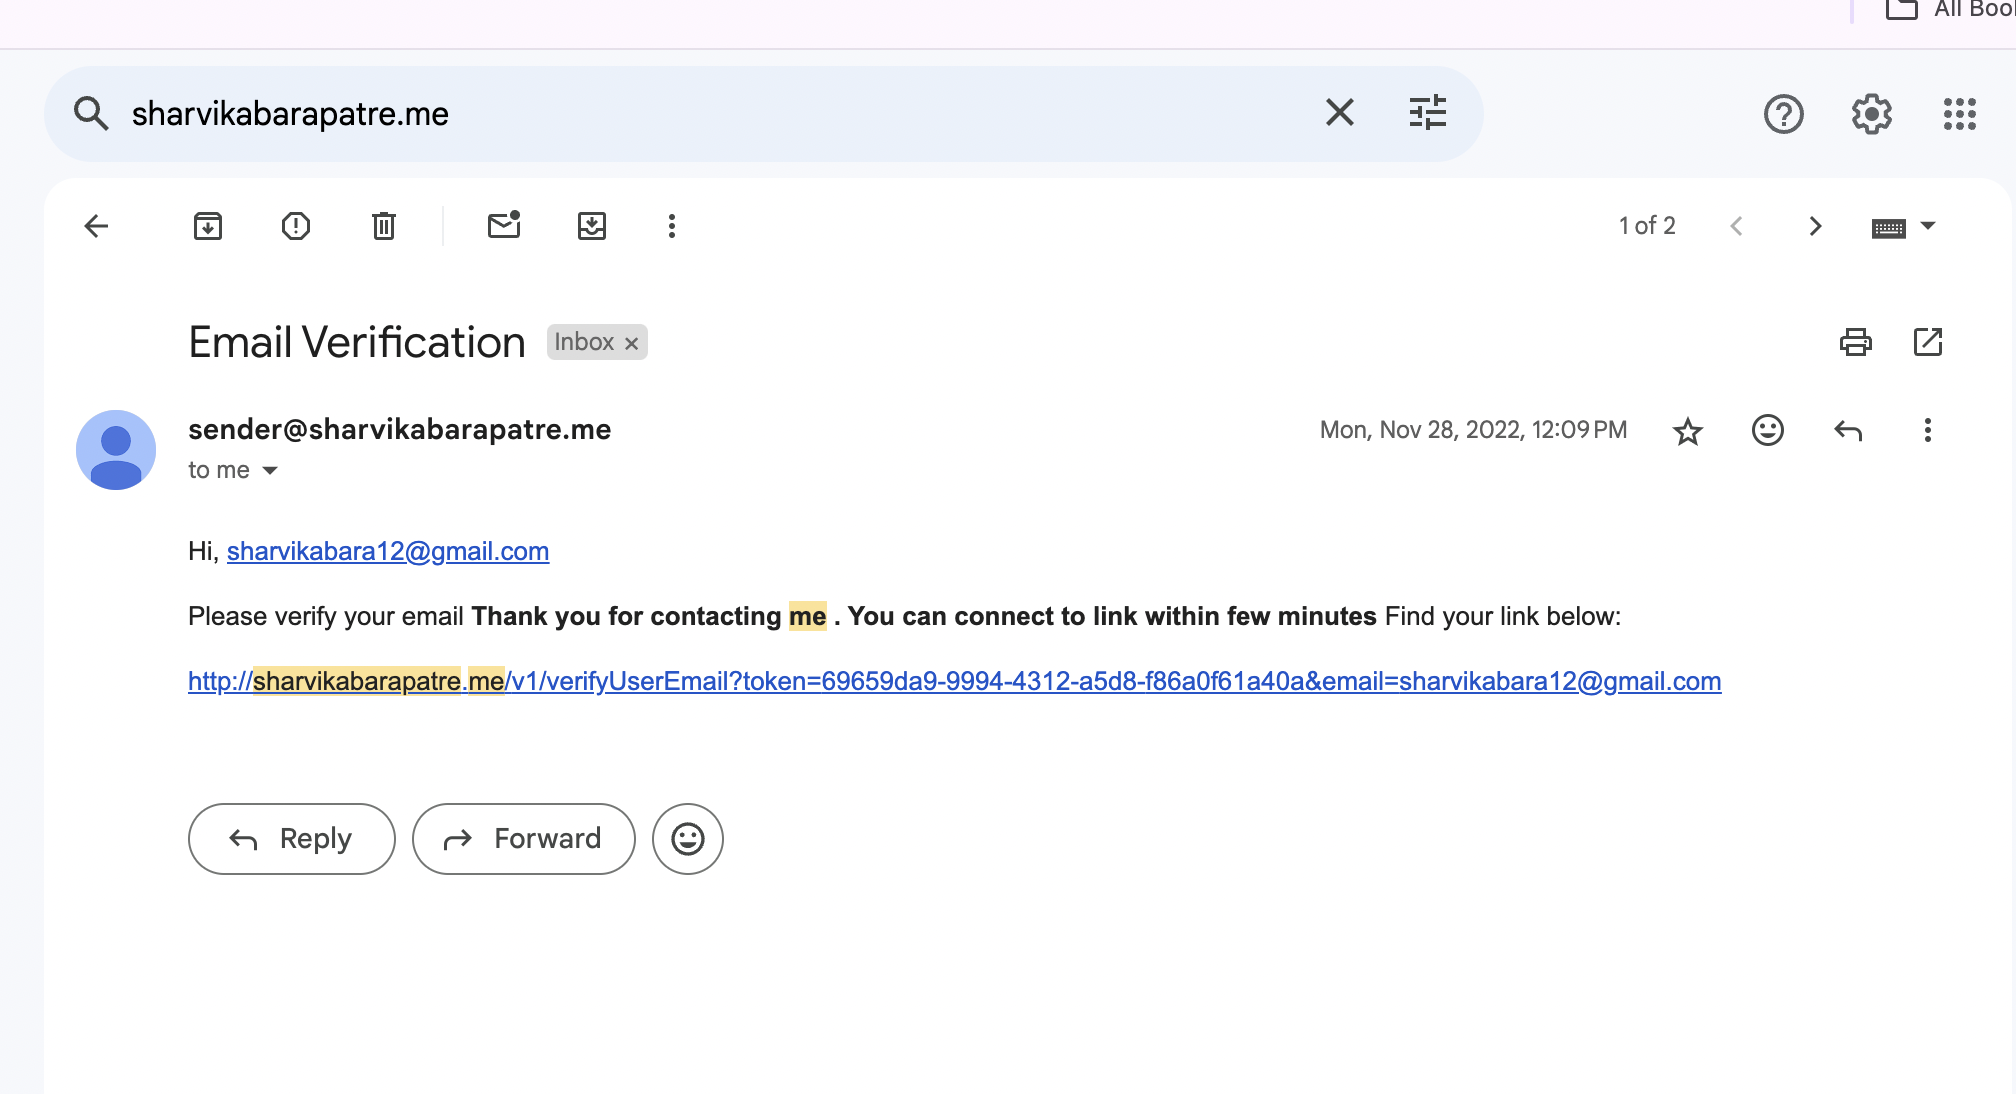 All Boo
sharvikabarapatre.me
1 of 2
Email Verification Inbox ×
sender@sharvikabarapatre.me Mon, Nov 28, 2022, 12:09 PM
to me
Hi, sharvikabara12@gmail.com
Please verify your email Thank you for contacting me . You can connect to link within few minutes Find your link below:
http://sharvikabarapatre.me/v1/verifyUserEmail?token=69659da9-9994-4312-a5d8-f86a0f61a40a&email=sharvikabara12@gmail.com
Reply Forward